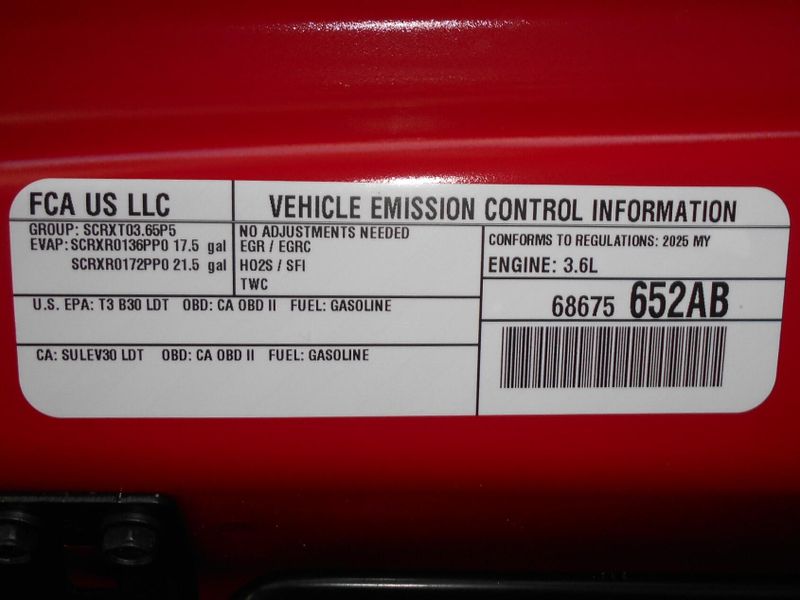 FCA US LLC
VEHICLE EMISSION CONTROL INFORMATION
GROUP: SCRXT03.65P5
EVAP: SCRXR0136PP0 17.5 gal
SCRXR0172PP0 21.5 gal
NO ADJUSTMENTS NEEDED
EGR / EGRC
HO2S / SFI
TWC
CONFORMS TO REGULATIONS: 2025 MY
ENGINE: 3.6L
U.S. EPA: T3 B30 LDT OBD: CA OBD II FUEL: GASOLINE
68675 652AB
CA: SULEV30 LDT OBD: CA OBD II FUEL: GASOLINE